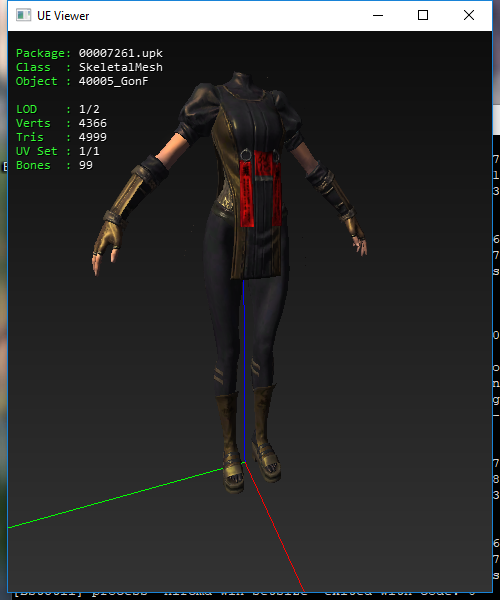 UE Viewer
Package: 00007261.upk
Class : SkeletalMesh
Object : 40005_GonF
LOD : 1/2
Verts : 4366
Tris : 4999
UV Set : 1/1
Bones : 99